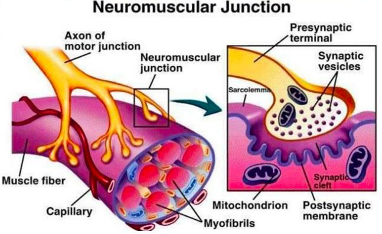 Neuromuscular Junction
Axon of
motor junction
Neuromuscular
junction
Presynaptic
terminal
Synaptic
vesicles
Sarcolemma
Synaptic
cleft
Muscle fiber
Capillary
Myofibrils
Mitochondrion
Postsynaptic
membrane